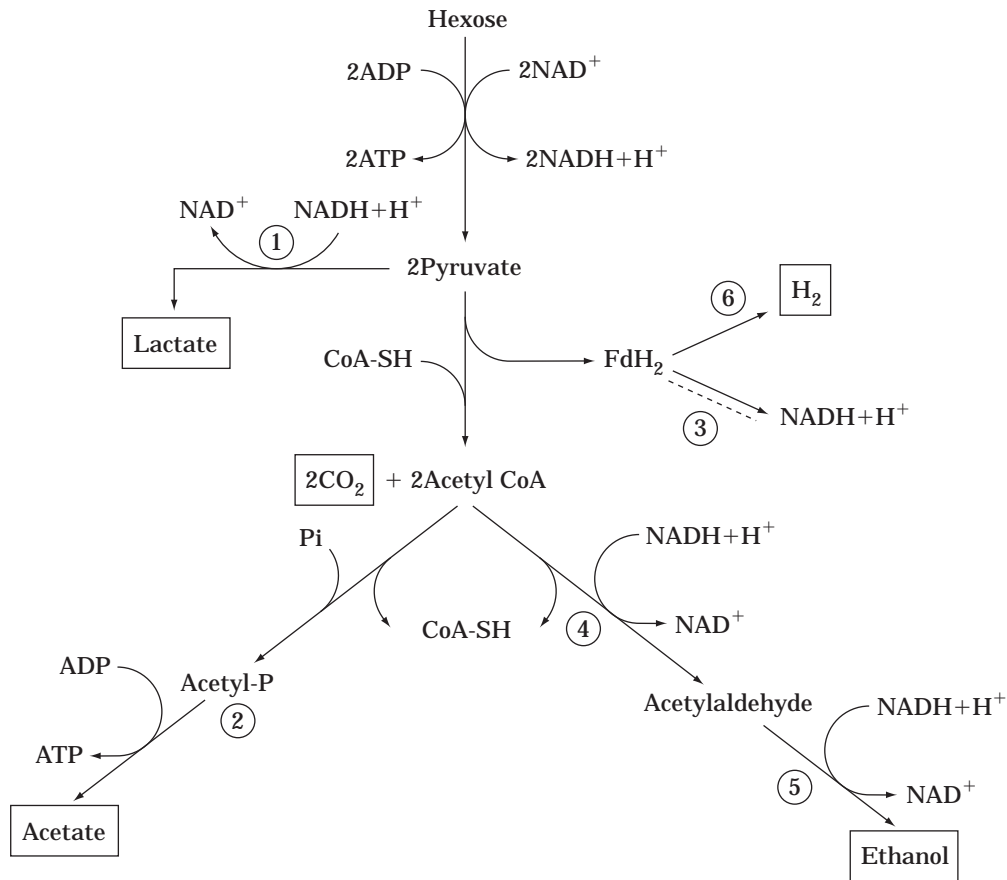 Hexose
2ADP 2NAD⁺
2ATP 2NADH+H⁺
NAD⁺ NADH+H⁺
1
2Pyruvate
6 H₂
Lactate CoA-SH FdH₂
3 NADH+H⁺
2CO₂ + 2Acetyl CoA
Pi NADH+H⁺
CoA-SH 4 NAD⁺
ADP Acetyl-P Acetylaldehyde NADH+H⁺
2
ATP 5 NAD⁺
Acetate Ethanol